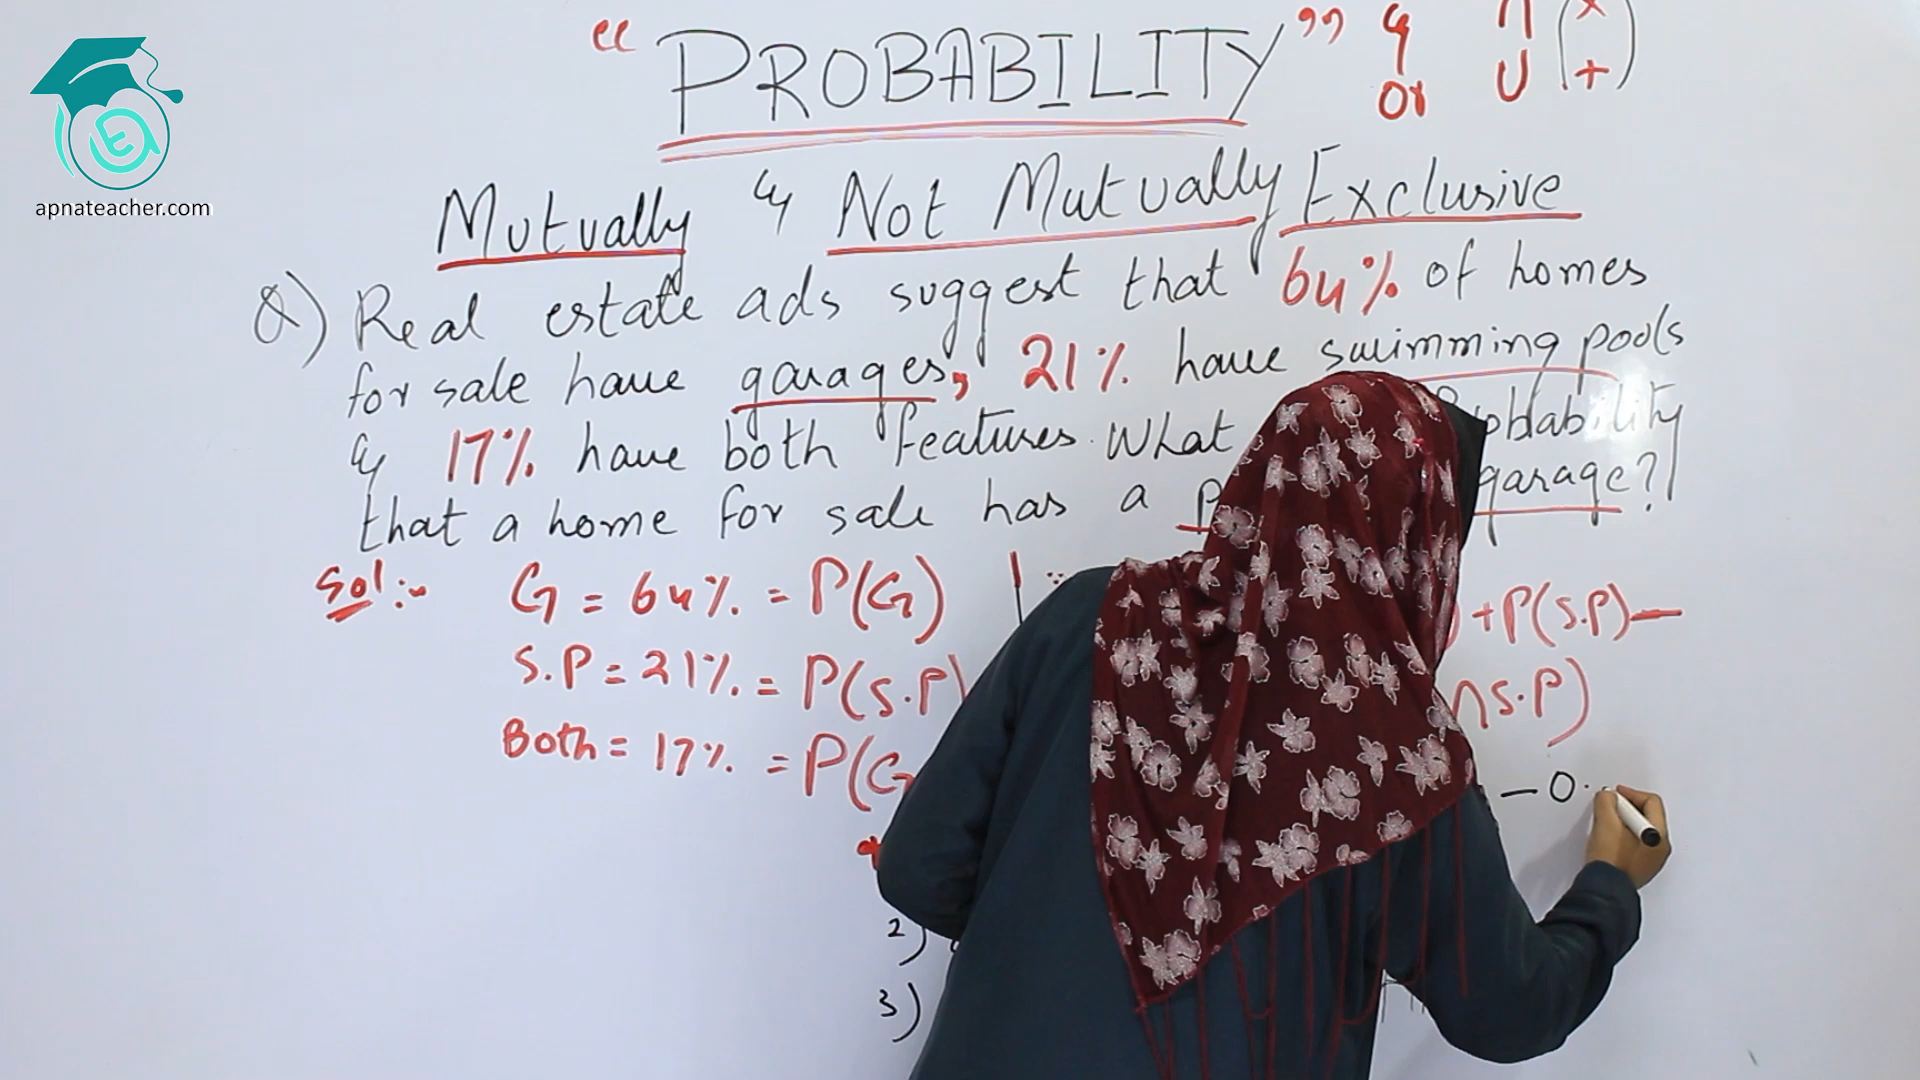 apnateacher.com
“ PROBABILITY ”
& ∩ (×
Or ∪ +)
Mutually & Not Mutually Exclusive
Q) Real estate ads suggest that 64% of homes
for sale have garages, 21% have swimming pools
& 17% have both features. What
that a home for sale has a garage?
Sol:- G = 64% = P(G)
+P(S.P)-
S.P = 21% = P(S.P)
∩S.P)
Both = 17% = P(G
- 0.
2)
3)